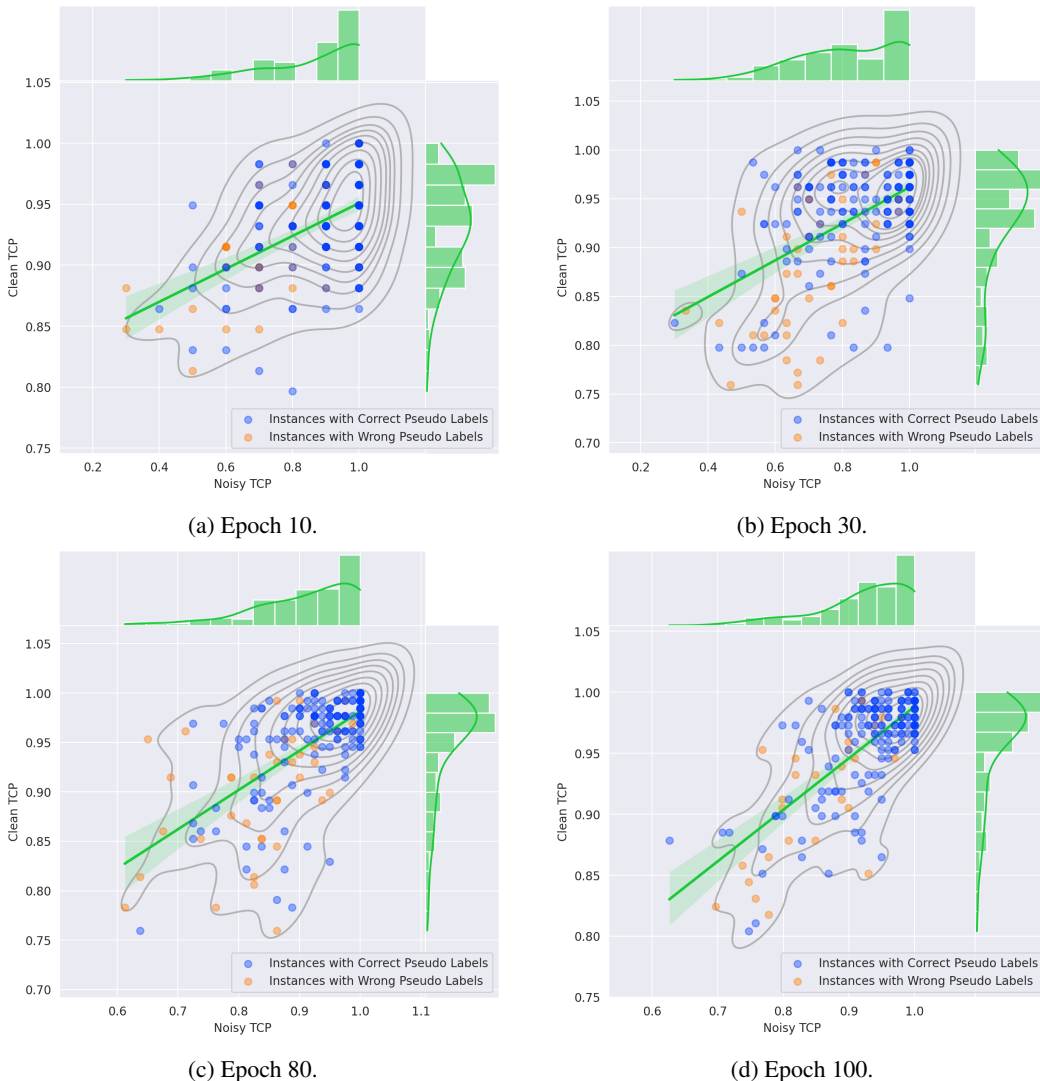 1.05
1.00
0.95
0.90
0.85
0.80
0.75
Clean TCP
0.2 0.4 0.6 0.8 1.0
Noisy TCP
Instances with Correct Pseudo Labels
Instances with Wrong Pseudo Labels
(a) Epoch 10.
1.05
1.00
0.95
0.90
0.85
0.80
0.75
0.70
Clean TCP
0.2 0.4 0.6 0.8 1.0
Noisy TCP
Instances with Correct Pseudo Labels
Instances with Wrong Pseudo Labels
(b) Epoch 30.
1.05
1.00
0.95
0.90
0.85
0.80
0.75
0.70
Clean TCP
0.6 0.7 0.8 0.9 1.0 1.1
Noisy TCP
Instances with Correct Pseudo Labels
Instances with Wrong Pseudo Labels
(c) Epoch 80.
1.05
1.00
0.95
0.90
0.85
0.80
0.75
Clean TCP
0.6 0.7 0.8 0.9 1.0
Noisy TCP
Instances with Correct Pseudo Labels
Instances with Wrong Pseudo Labels
(d) Epoch 100.